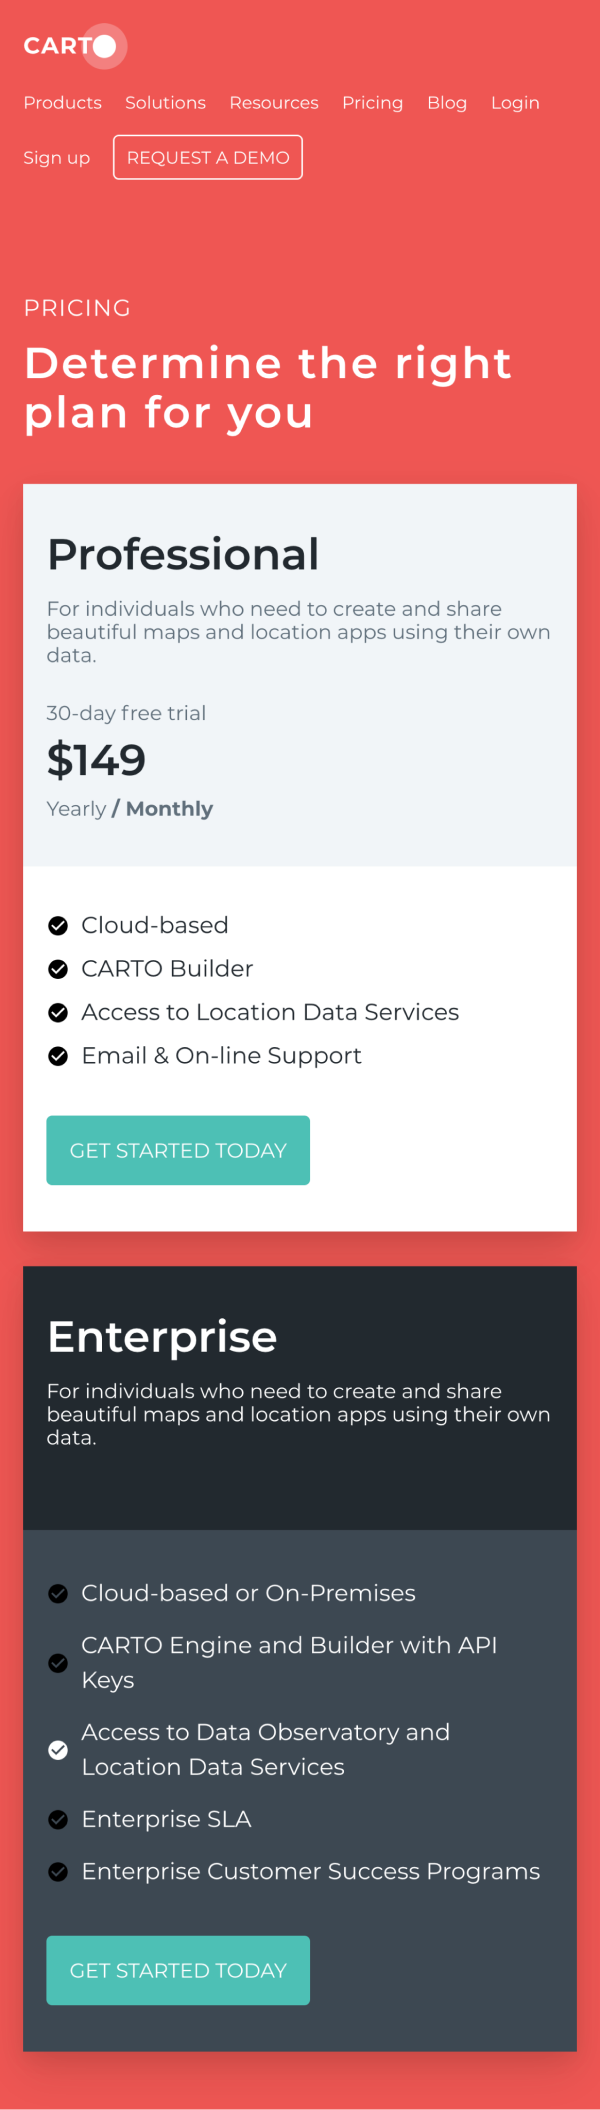 CARTO
Products Solutions Resources Pricing Blog Login
Sign up REQUEST A DEMO
PRICING
Determine the right
plan for you
Professional
For individuals who need to create and share
beautiful maps and location apps using their own
data.
30-day free trial
$149
Yearly / Monthly
Cloud-based
CARTO Builder
Access to Location Data Services
Email & On-line Support
GET STARTED TODAY
Enterprise
For individuals who need to create and share
beautiful maps and location apps using their own
data.
Cloud-based or On-Premises
CARTO Engine and Builder with API
Keys
Access to Data Observatory and
Location Data Services
Enterprise SLA
Enterprise Customer Success Programs
GET STARTED TODAY